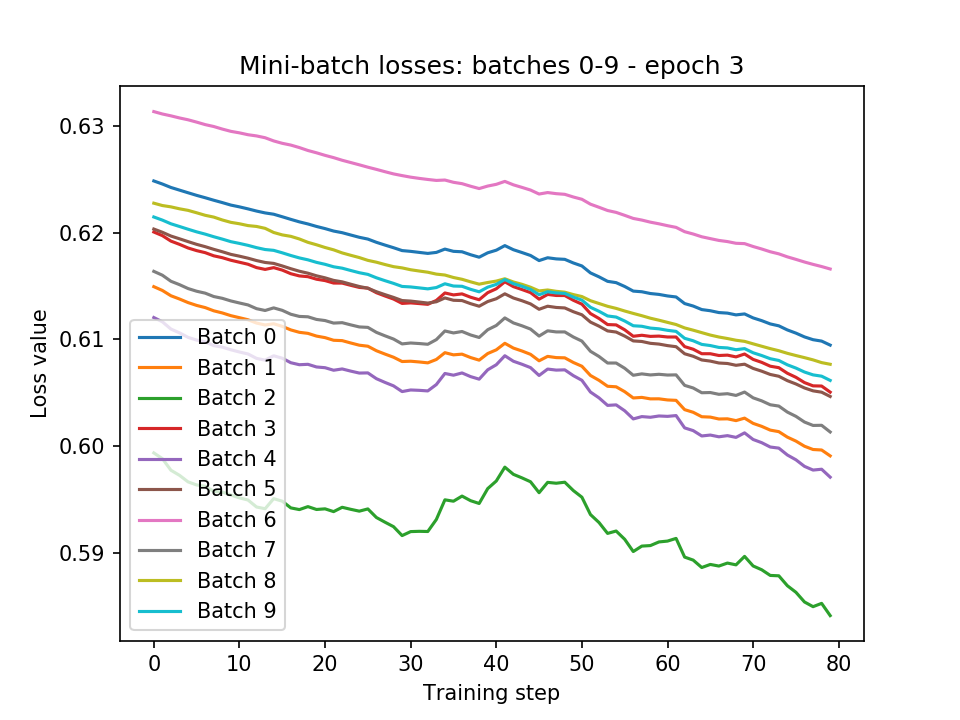 Mini-batch losses: batches 0-9 - epoch 3
0.63
0.62
0.61
0.60
0.59
Loss value
Batch 0
Batch 1
Batch 2
Batch 3
Batch 4
Batch 5
Batch 6
Batch 7
Batch 8
Batch 9
0 10 20 30 40 50 60 70 80
Training step